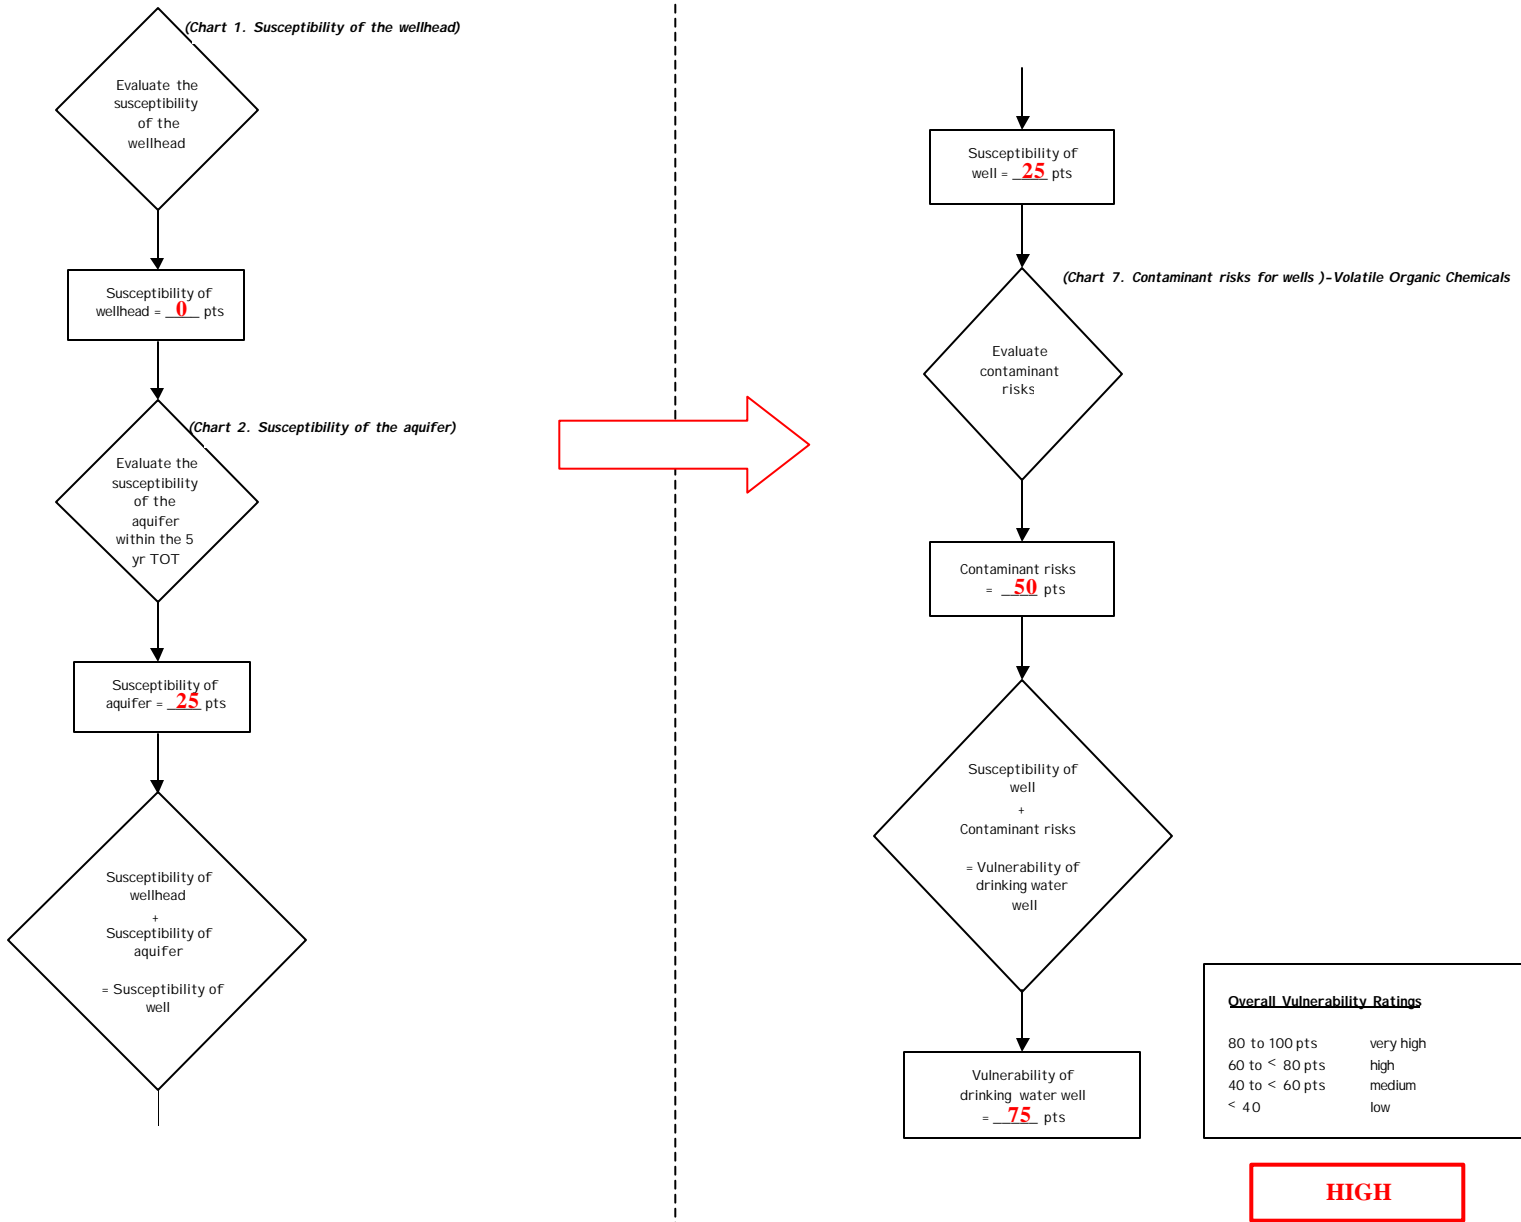 (Chart 1. Susceptibility of the wellhead)
Evaluate the
susceptibility
of the
wellhead
Susceptibility of
wellhead = 0 pts
(Chart 2. Susceptibility of the aquifer)
Evaluate the
susceptibility
of the
aquifer
within the 5
yr TOT
Susceptibility of
aquifer = 25 pts
Susceptibility of
wellhead
+
Susceptibility of
aquifer
= Susceptibility of
well
Susceptibility of
well = 25 pts
(Chart 7. Contaminant risks for wells )–Volatile Organic Chemicals
Evaluate
contaminant
risks
Contaminant risks
= 50 pts
Susceptibility of
well
+
Contaminant risks
= Vulnerability of
drinking water
well
Vulnerability of
drinking water well
= 75 pts
Overall Vulnerability Ratings
80 to 100 pts very high
60 to < 80 pts high
40 to < 60 pts medium
< 40 low
HIGH